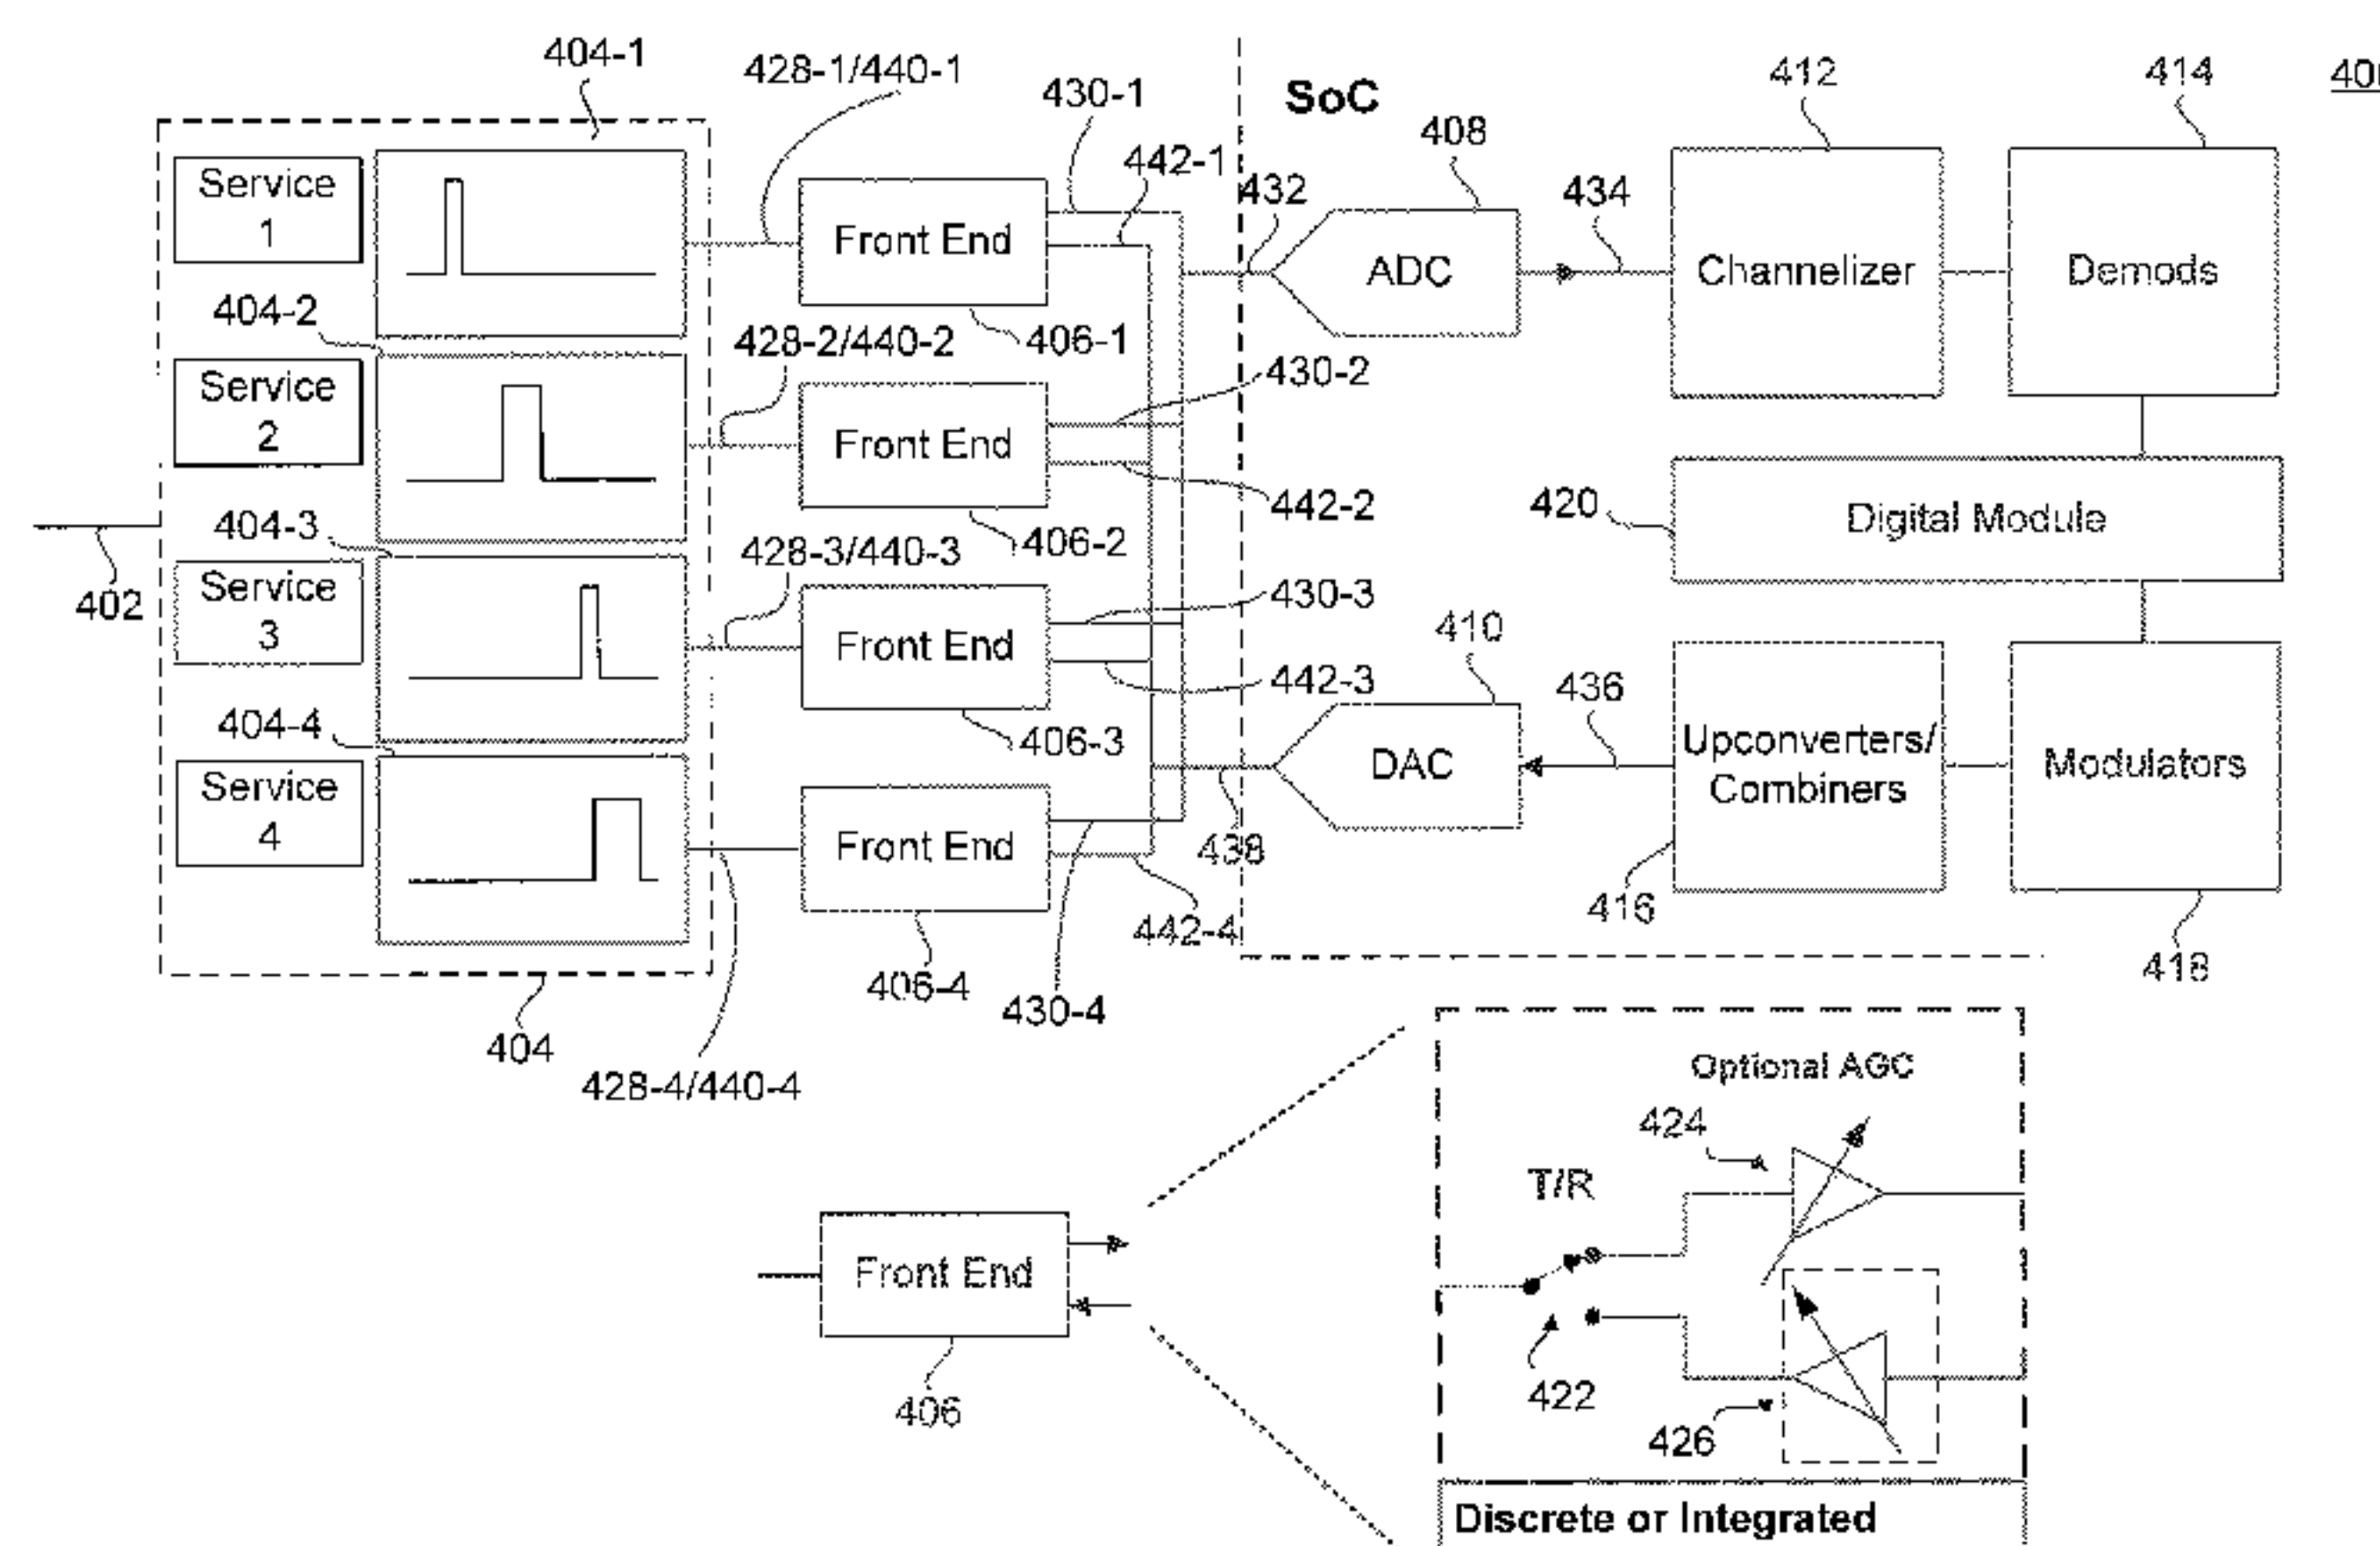 404-1
428-1/440-1
430-1
442-1
SoC
408
412
414
432
434
Service
1
Front End
ADC
Channelizer
Demods
404-2
428-2/440-2
406-1
430-2
Service
2
Front End
442-2
420
Digital Module
402
404-3
428-3/440-3
406-2
430-3
Service
3
Front End
442-3
410
436
404-4
406-3
DAC
Upconverters/
Combiners
Modulators
Service
4
Front End
438
442-4
416
418
406-4
430-4
404
428-4/440-4
Optional AGC
424
T/R
Front End
422
426
406
Discrete or Integrated